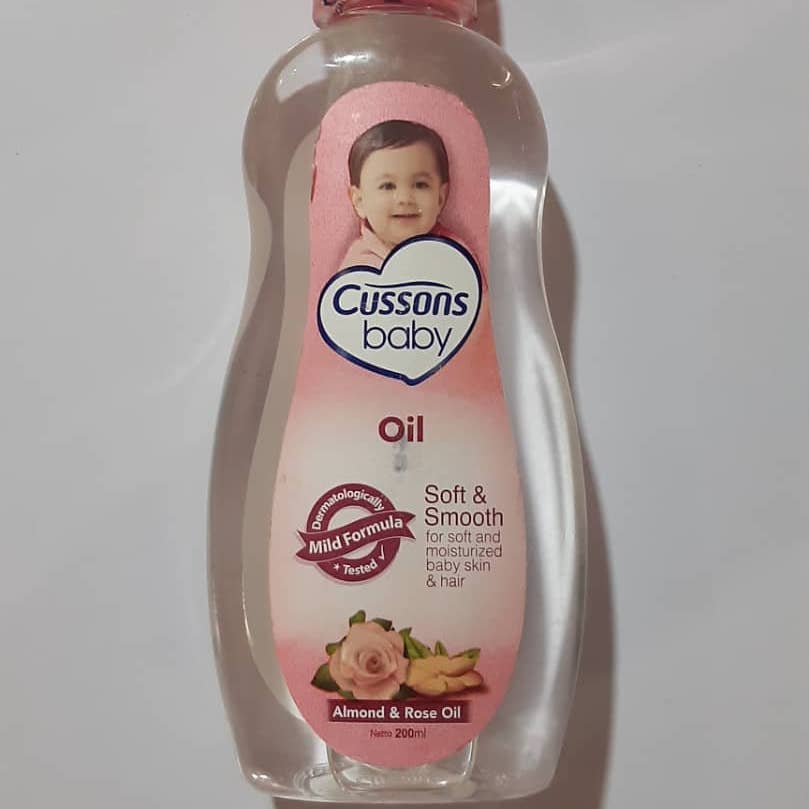 Cussons
baby
Oil
Dermatologically
Mild Formula
Tested
Soft &
Smooth
for soft and
moisturized
baby skin
& hair
Almond & Rose Oil
Netto 200ml